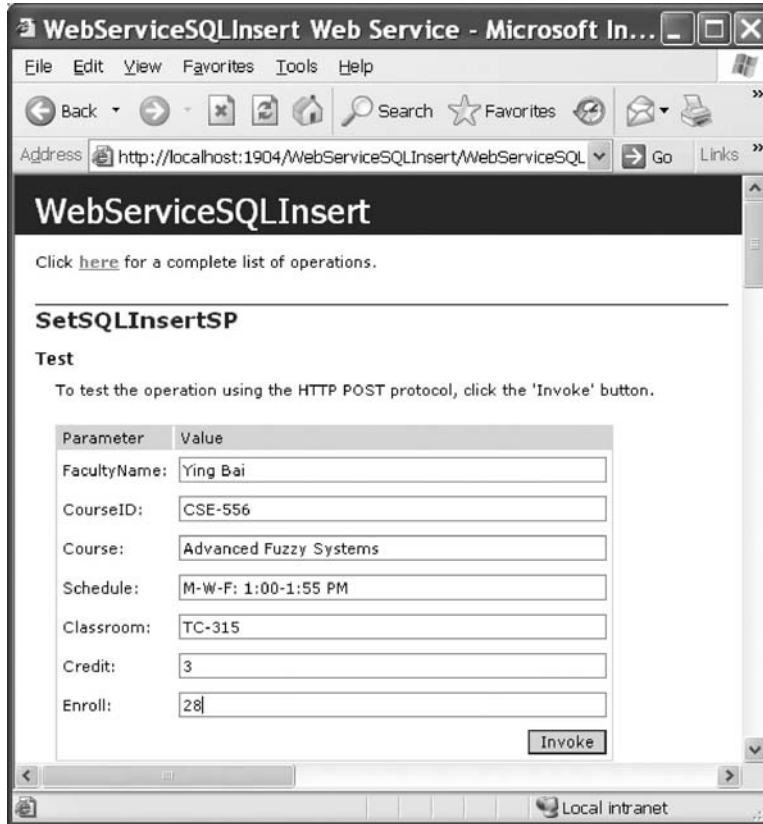 WebServiceSQLInsert Web Service - Microsoft In...
File Edit View Favorites Tools Help
Back Search Favorites »
Address http://localhost:1904/WebServiceSQLInsert/WebServiceSQL Go Links »
WebServiceSQLInsert
Click here for a complete list of operations.
SetSQLInsertSP
Test
To test the operation using the HTTP POST protocol, click the 'Invoke' button.
Parameter Value
FacultyName: Ying Bai
CourseID: CSE-556
Course: Advanced Fuzzy Systems
Schedule: M-W-F: 1:00-1:55 PM
Classroom: TC-315
Credit: 3
Enroll: 28
Invoke
Local intranet